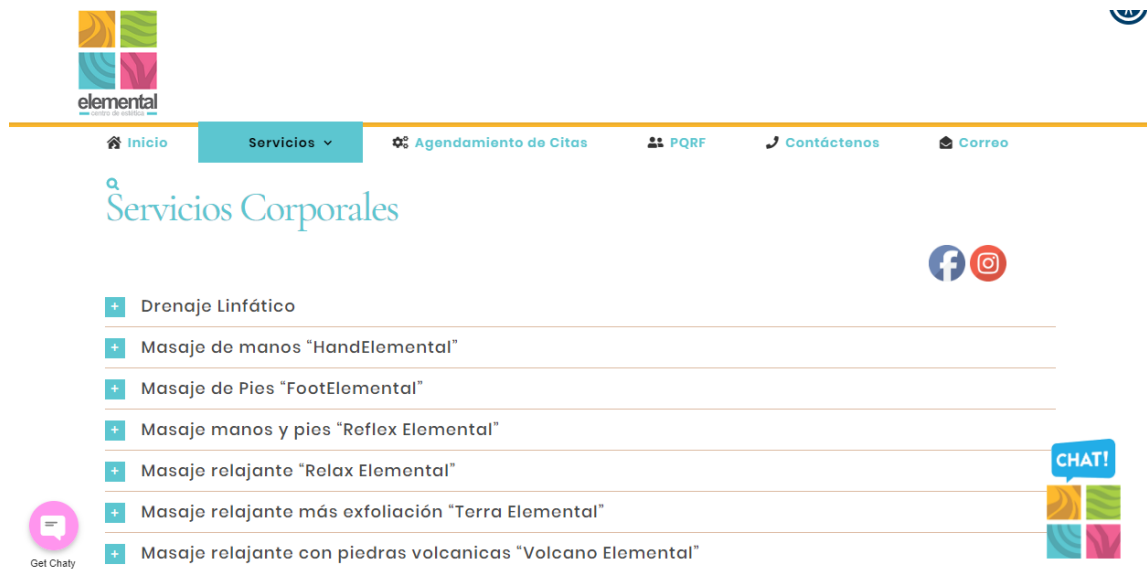 elemental
centro de estética
Inicio
Servicios
Agendamiento de Citas
PQRF
Contáctenos
Correo
Servicios Corporales
Drenaje Linfático
Masaje de manos “HandElemental”
Masaje de Pies “FootElemental”
Masaje manos y pies “Reflex Elemental”
Masaje relajante “Relax Elemental”
Masaje relajante más exfoliación “Terra Elemental”
Masaje relajante con piedras volcanicas “Volcano Elemental”
CHAT!
Get Chaty